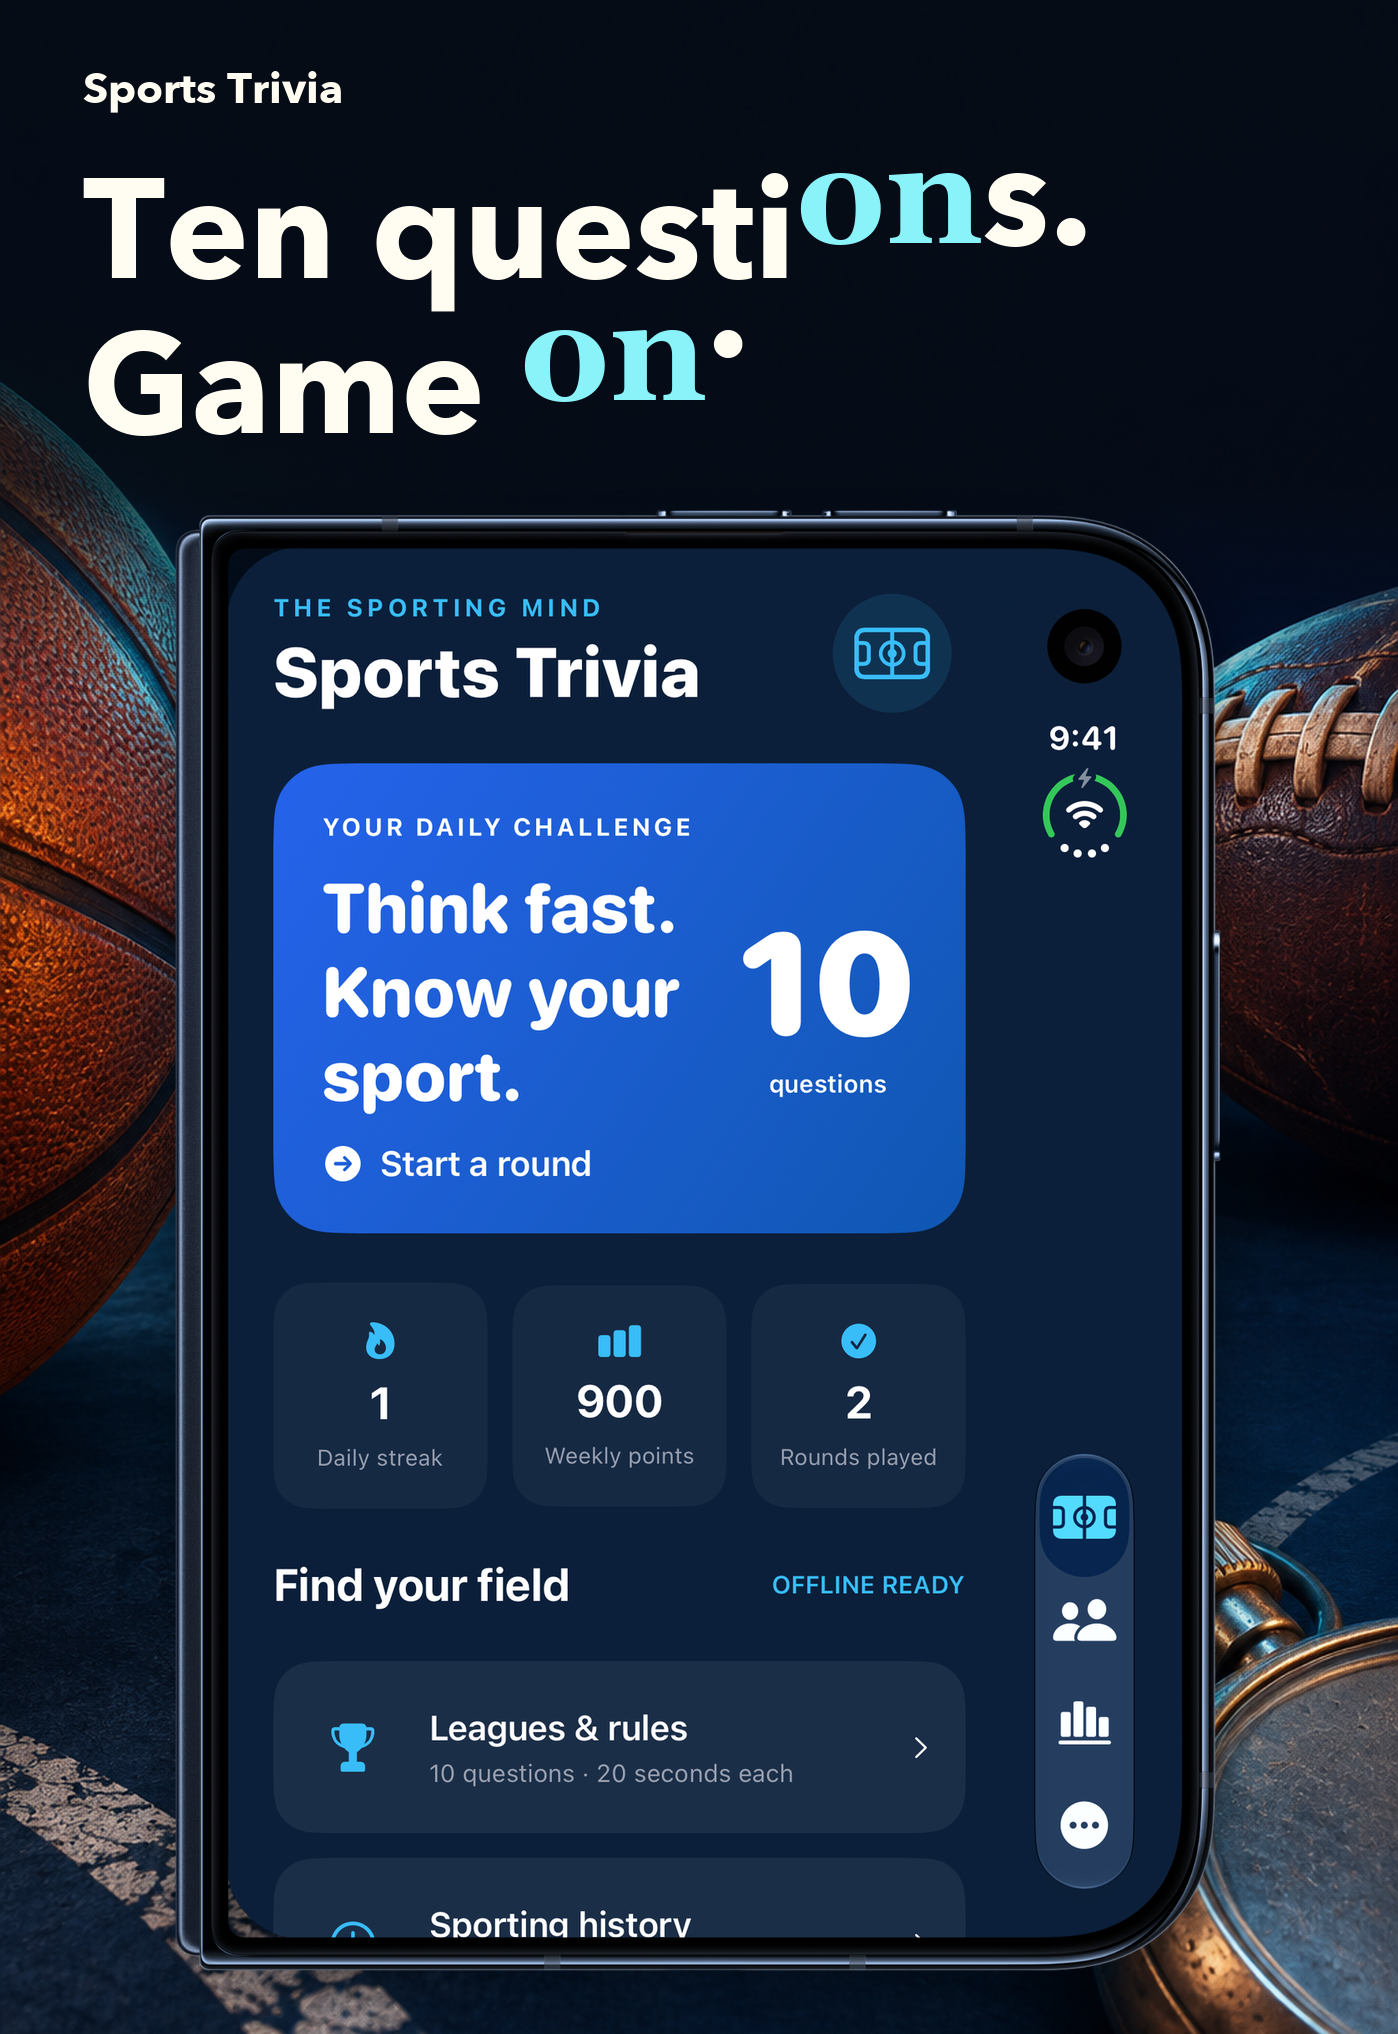 Sports Trivia
Ten questions.
Game on.
THE SPORTING MIND
Sports Trivia
9:41
YOUR DAILY CHALLENGE
Think fast.
Know your
sport.
10
questions
Start a round
1
Daily streak
900
Weekly points
2
Rounds played
Find your field
OFFLINE READY
Leagues & rules
10 questions · 20 seconds each
Sporting history